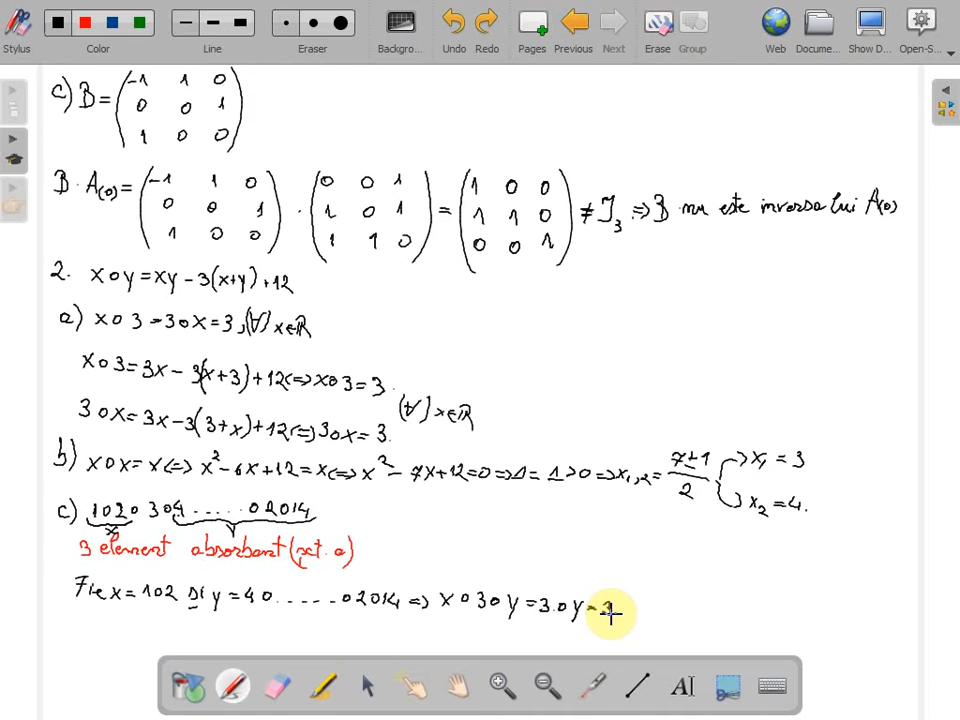 Stylus Color Line Eraser Backgro... Undo Redo Pages Previous Next Erase Group Web Docume... Show D... Open-S...
c) B = (-1 1 0
0 0 1
1 0 0)
B · A(0) = (-1 1 0
0 0 1
1 0 0) · (0 0 1
1 0 1
1 1 0) = (1 0 0
1 1 0
0 0 1) ≠ I3 => B nu este inversa lui A(0)
2. x∘y = xy - 3(x+y) + 12
a) x∘3 = 3∘x = 3, (∀) x∈R
x∘3 = 3x - 3(x+3) + 12 <=> x∘3 = 3
(∀) x∈R
3∘x = 3x - 3(3+x) + 12 <=> 3∘x = 3.
b) x∘x = x <=> x² - 6x + 12 = x <=> x² - 7x + 12 = 0 => Δ = 1 > 0 => x1,2 = (7±1)/2 -> x1 = 3
-> x2 = 4.
c) 1∘2∘3∘4.....∘2014
x y
3 element absorbant (pct. a)
Fie x = 1∘2 și y = 4∘......∘2014 => x∘3∘y = 3∘y = 3
AI